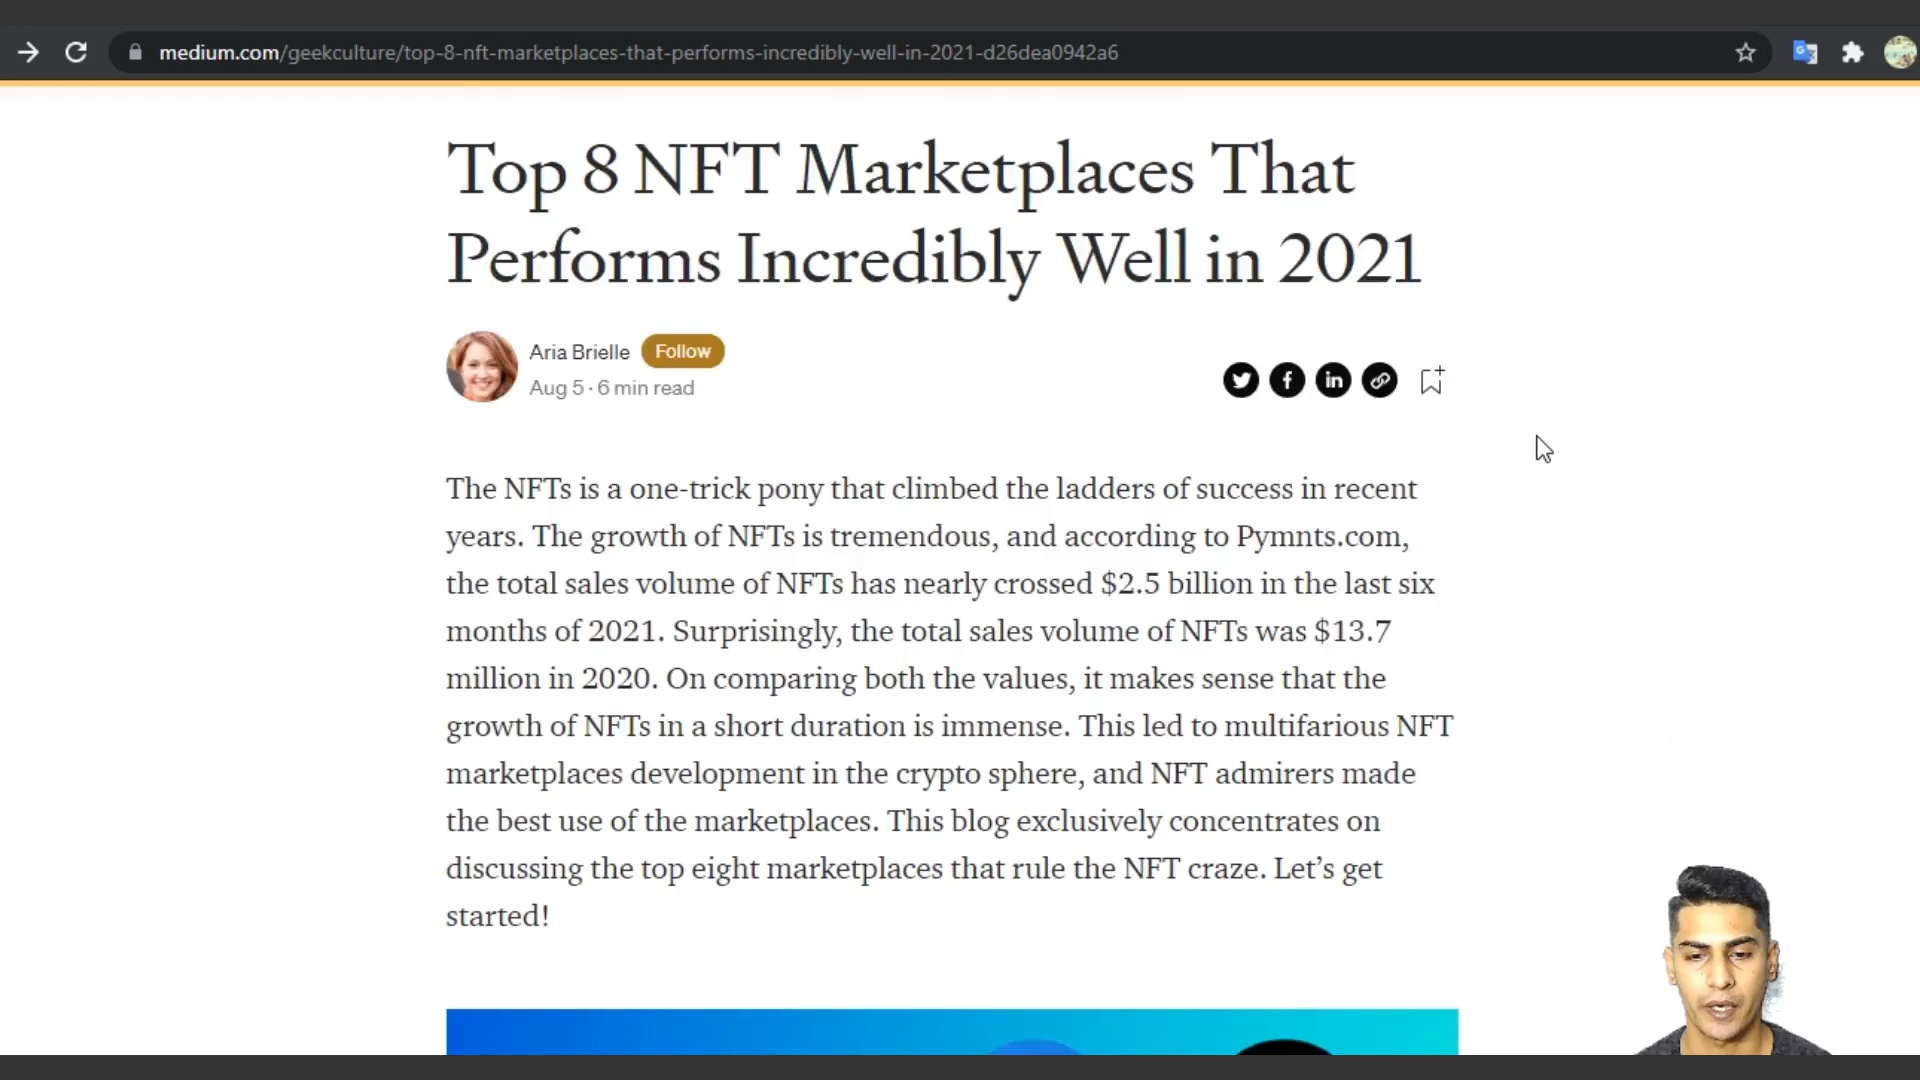 medium.com/geekculture/top-8-nft-marketplaces-that-performs-incredibly-well-in-2021-d26dea0942a6
Top 8 NFT Marketplaces That
Performs Incredibly Well in 2021
Aria Brielle Follow
Aug 5 · 6 min read
The NFTs is a one-trick pony that climbed the ladders of success in recent
years. The growth of NFTs is tremendous, and according to Pymnts.com,
the total sales volume of NFTs has nearly crossed $2.5 billion in the last six
months of 2021. Surprisingly, the total sales volume of NFTs was $13.7
million in 2020. On comparing both the values, it makes sense that the
growth of NFTs in a short duration is immense. This led to multifarious NFT
marketplaces development in the crypto sphere, and NFT admirers made
the best use of the marketplaces. This blog exclusively concentrates on
discussing the top eight marketplaces that rule the NFT craze. Let’s get
started!